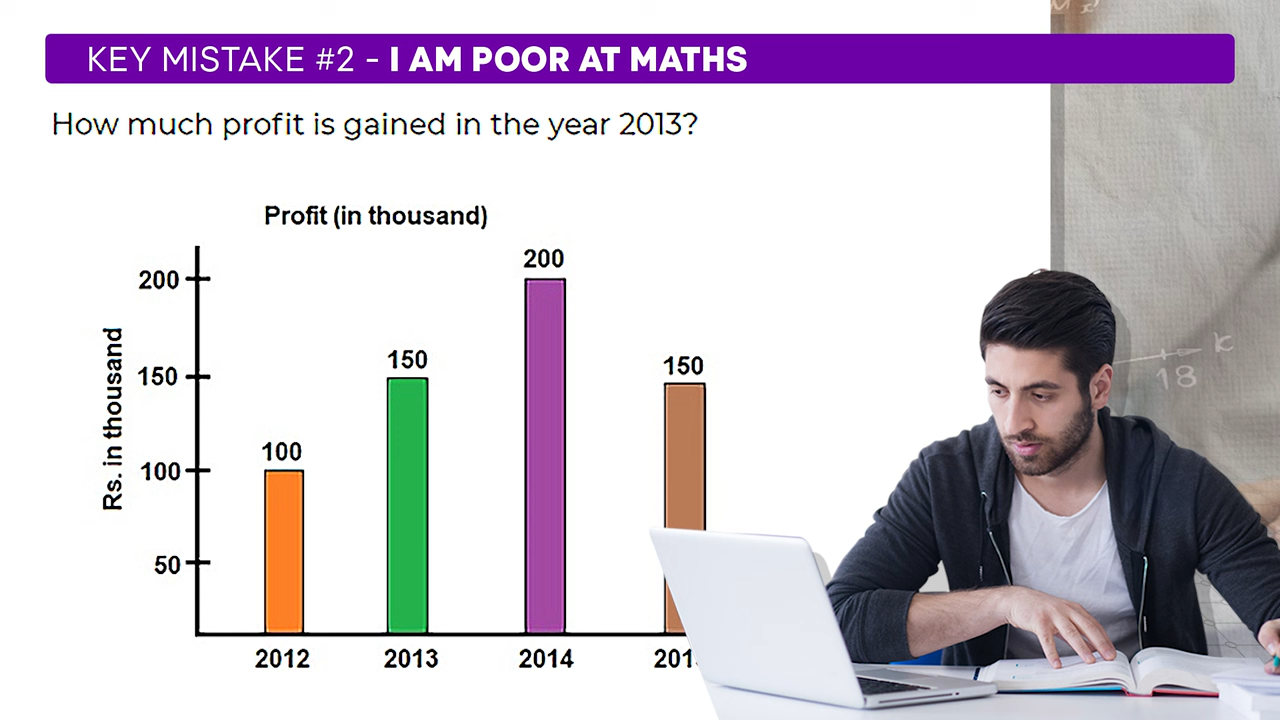 KEY MISTAKE #2 - I AM POOR AT MATHS
How much profit is gained in the year 2013?
Profit (in thousand)
Rs. in thousand
200
150
100
50
100
150
200
150
2012
2013
2014
k
18